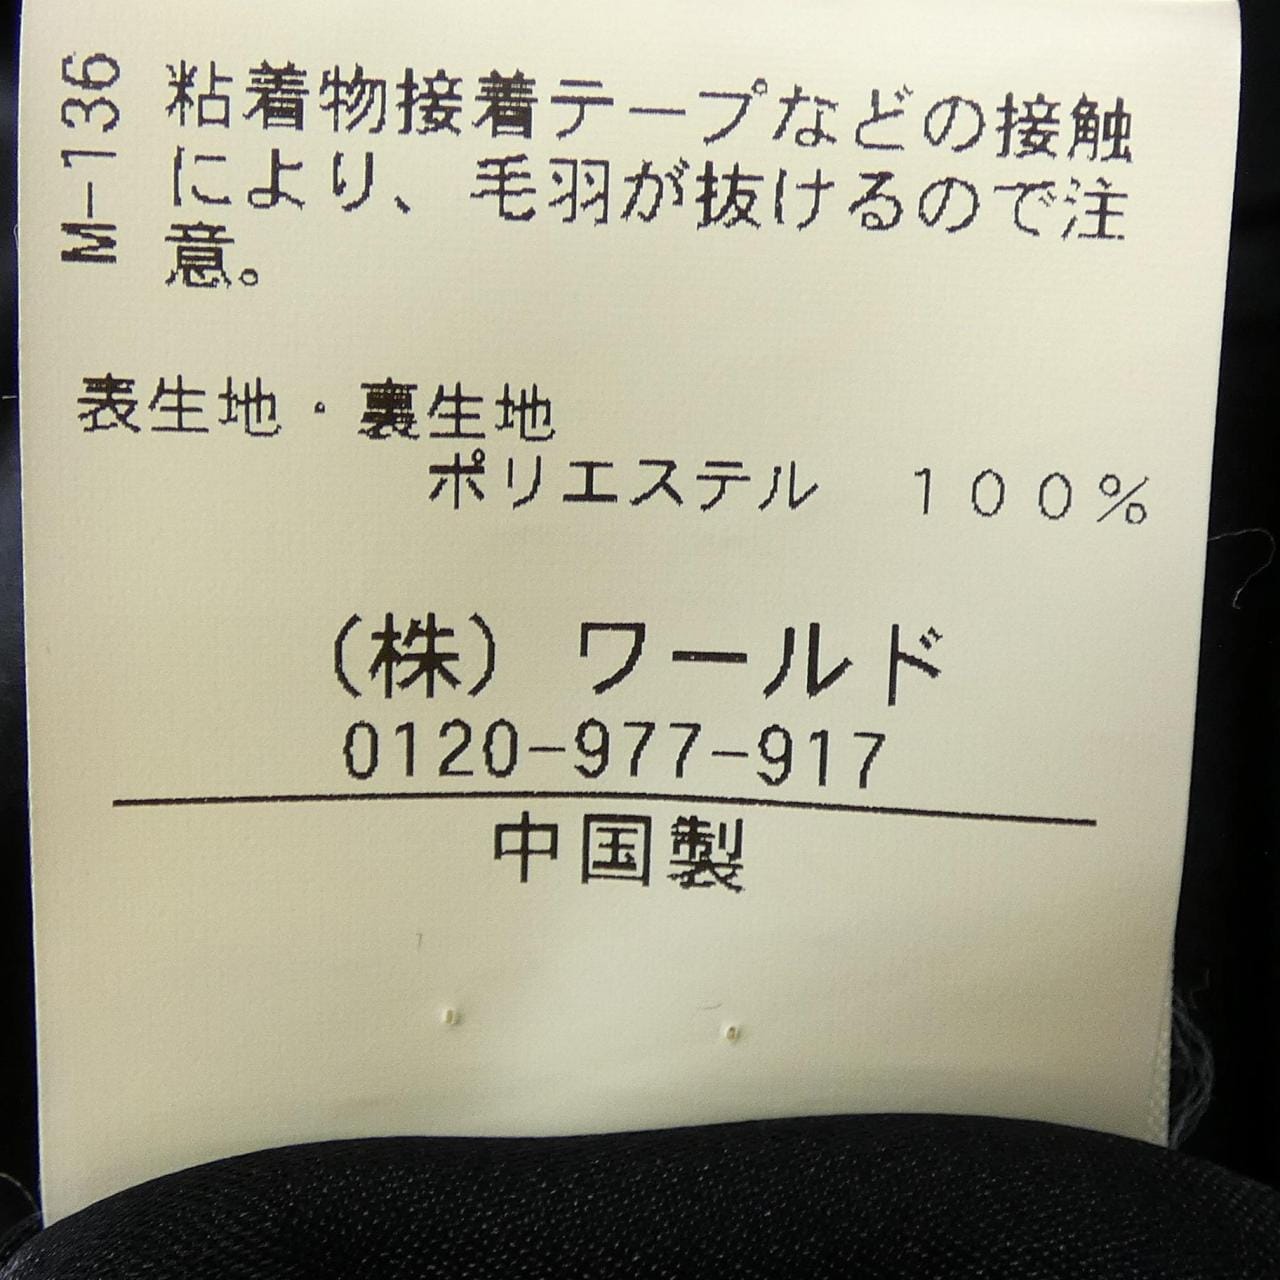 M-136
粘着物接着テープなどの接触
により、毛羽が抜けるので注
意。
表生地・裏生地
ポリエステル １００％
（株）ワールド
0120-977-917
中国製